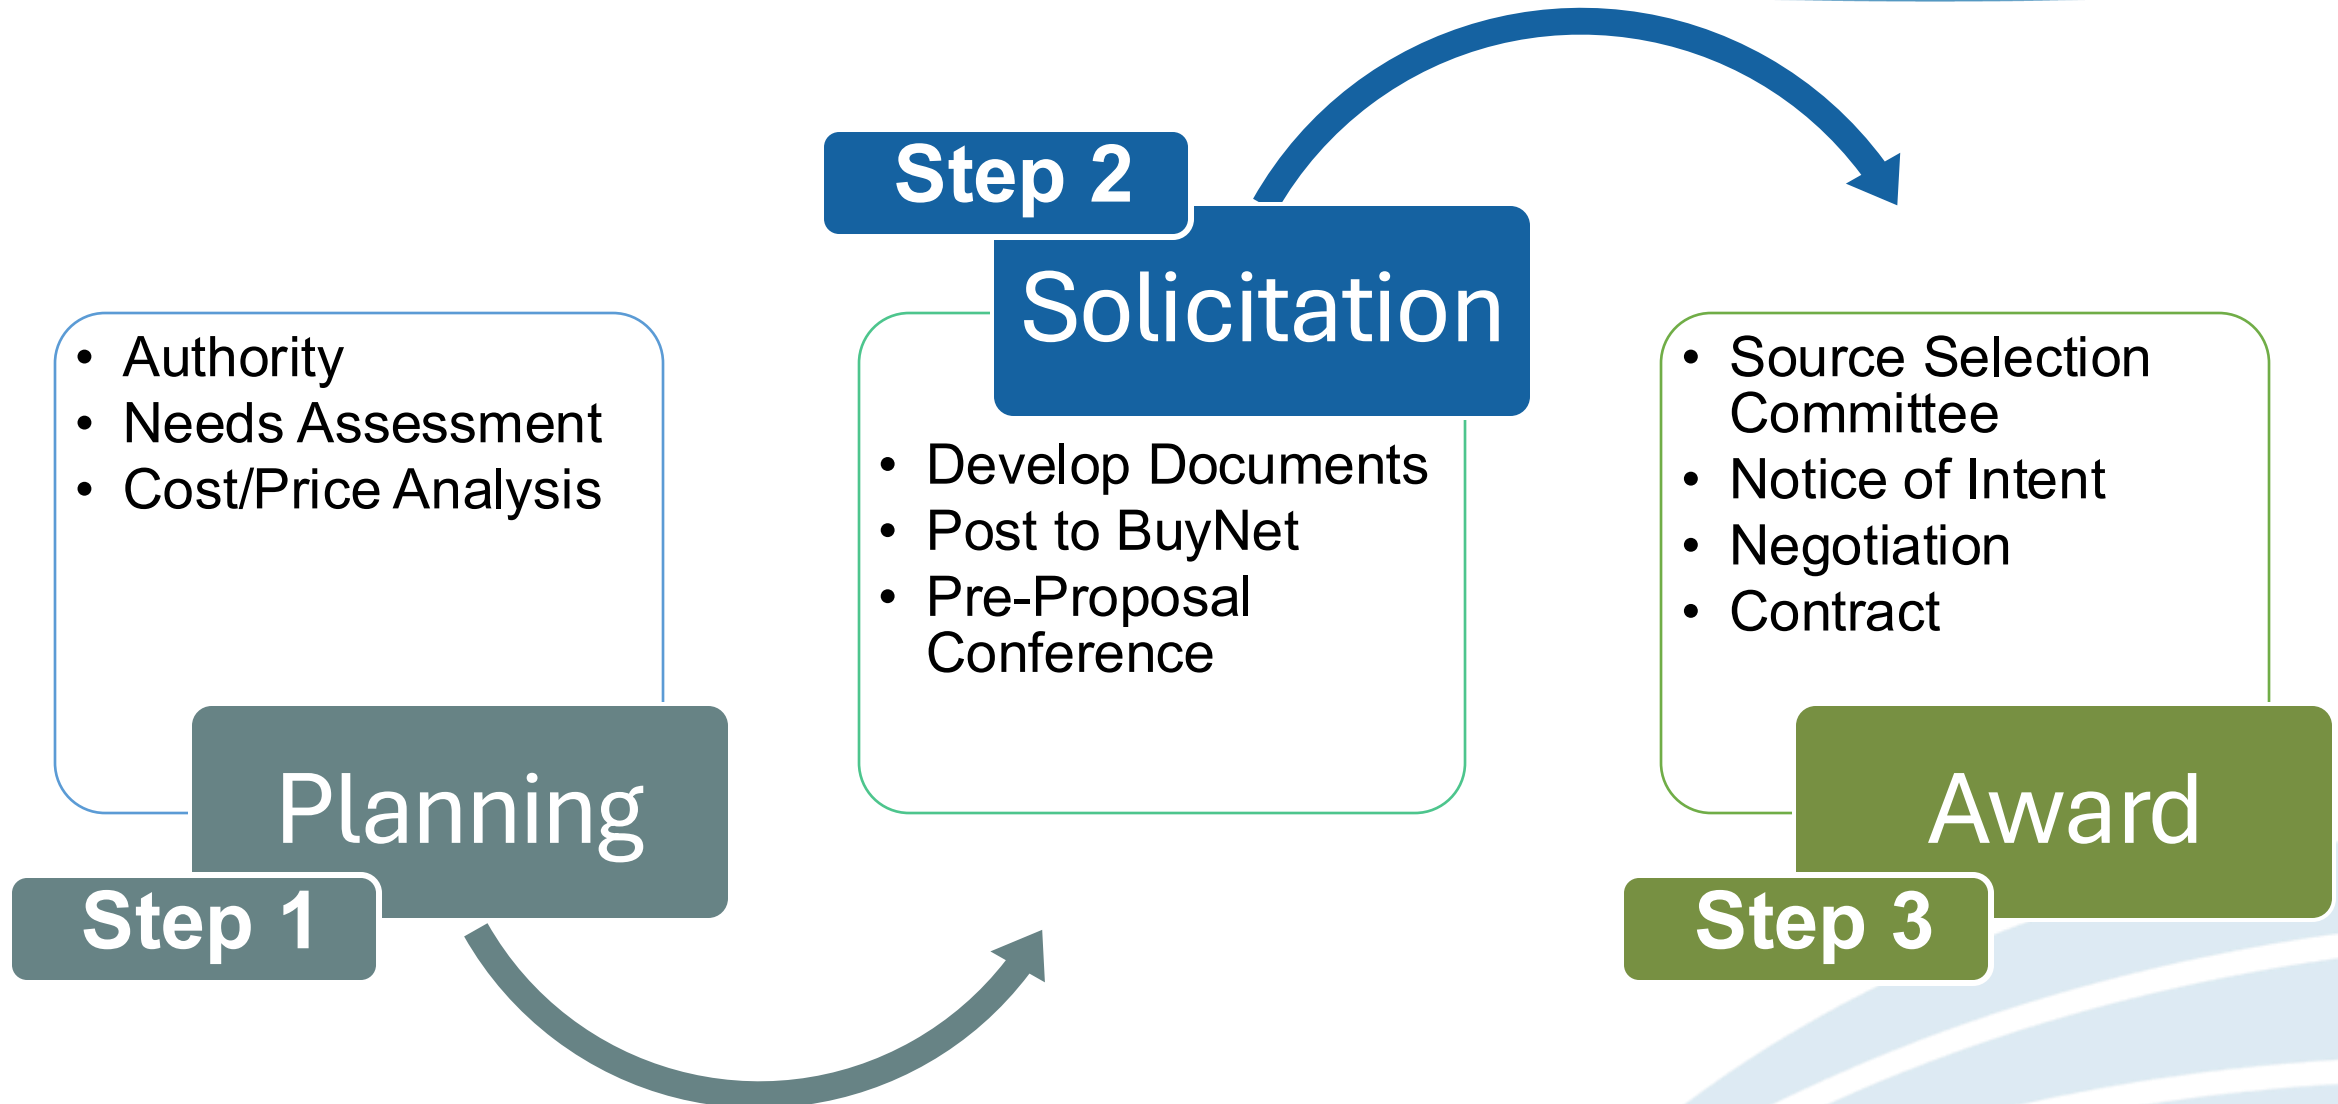 • Authority
• Needs Assessment
• Cost/Price Analysis
Planning
Step 1
Step 2
Solicitation
• Develop Documents
• Post to BuyNet
• Pre-Proposal
Conference
• Source Selection
Committee
• Notice of Intent
• Negotiation
• Contract
Award
Step 3